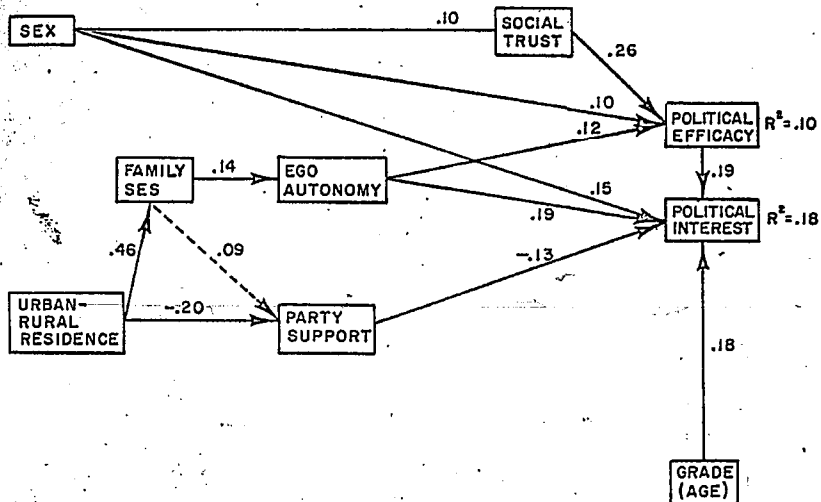 .10
SEX
SOCIAL
TRUST
.26
.10
POLITICAL
EFFICACY
R²=.10
.12
FAMILY
SES
.14
EGO
AUTONOMY
.19
.15
.19
POLITICAL
INTEREST
R²=.18
.46
.09
-.13
URBAN-
RURAL
RESIDENCE
-.20
PARTY
SUPPORT
.18
GRADE
(AGE)